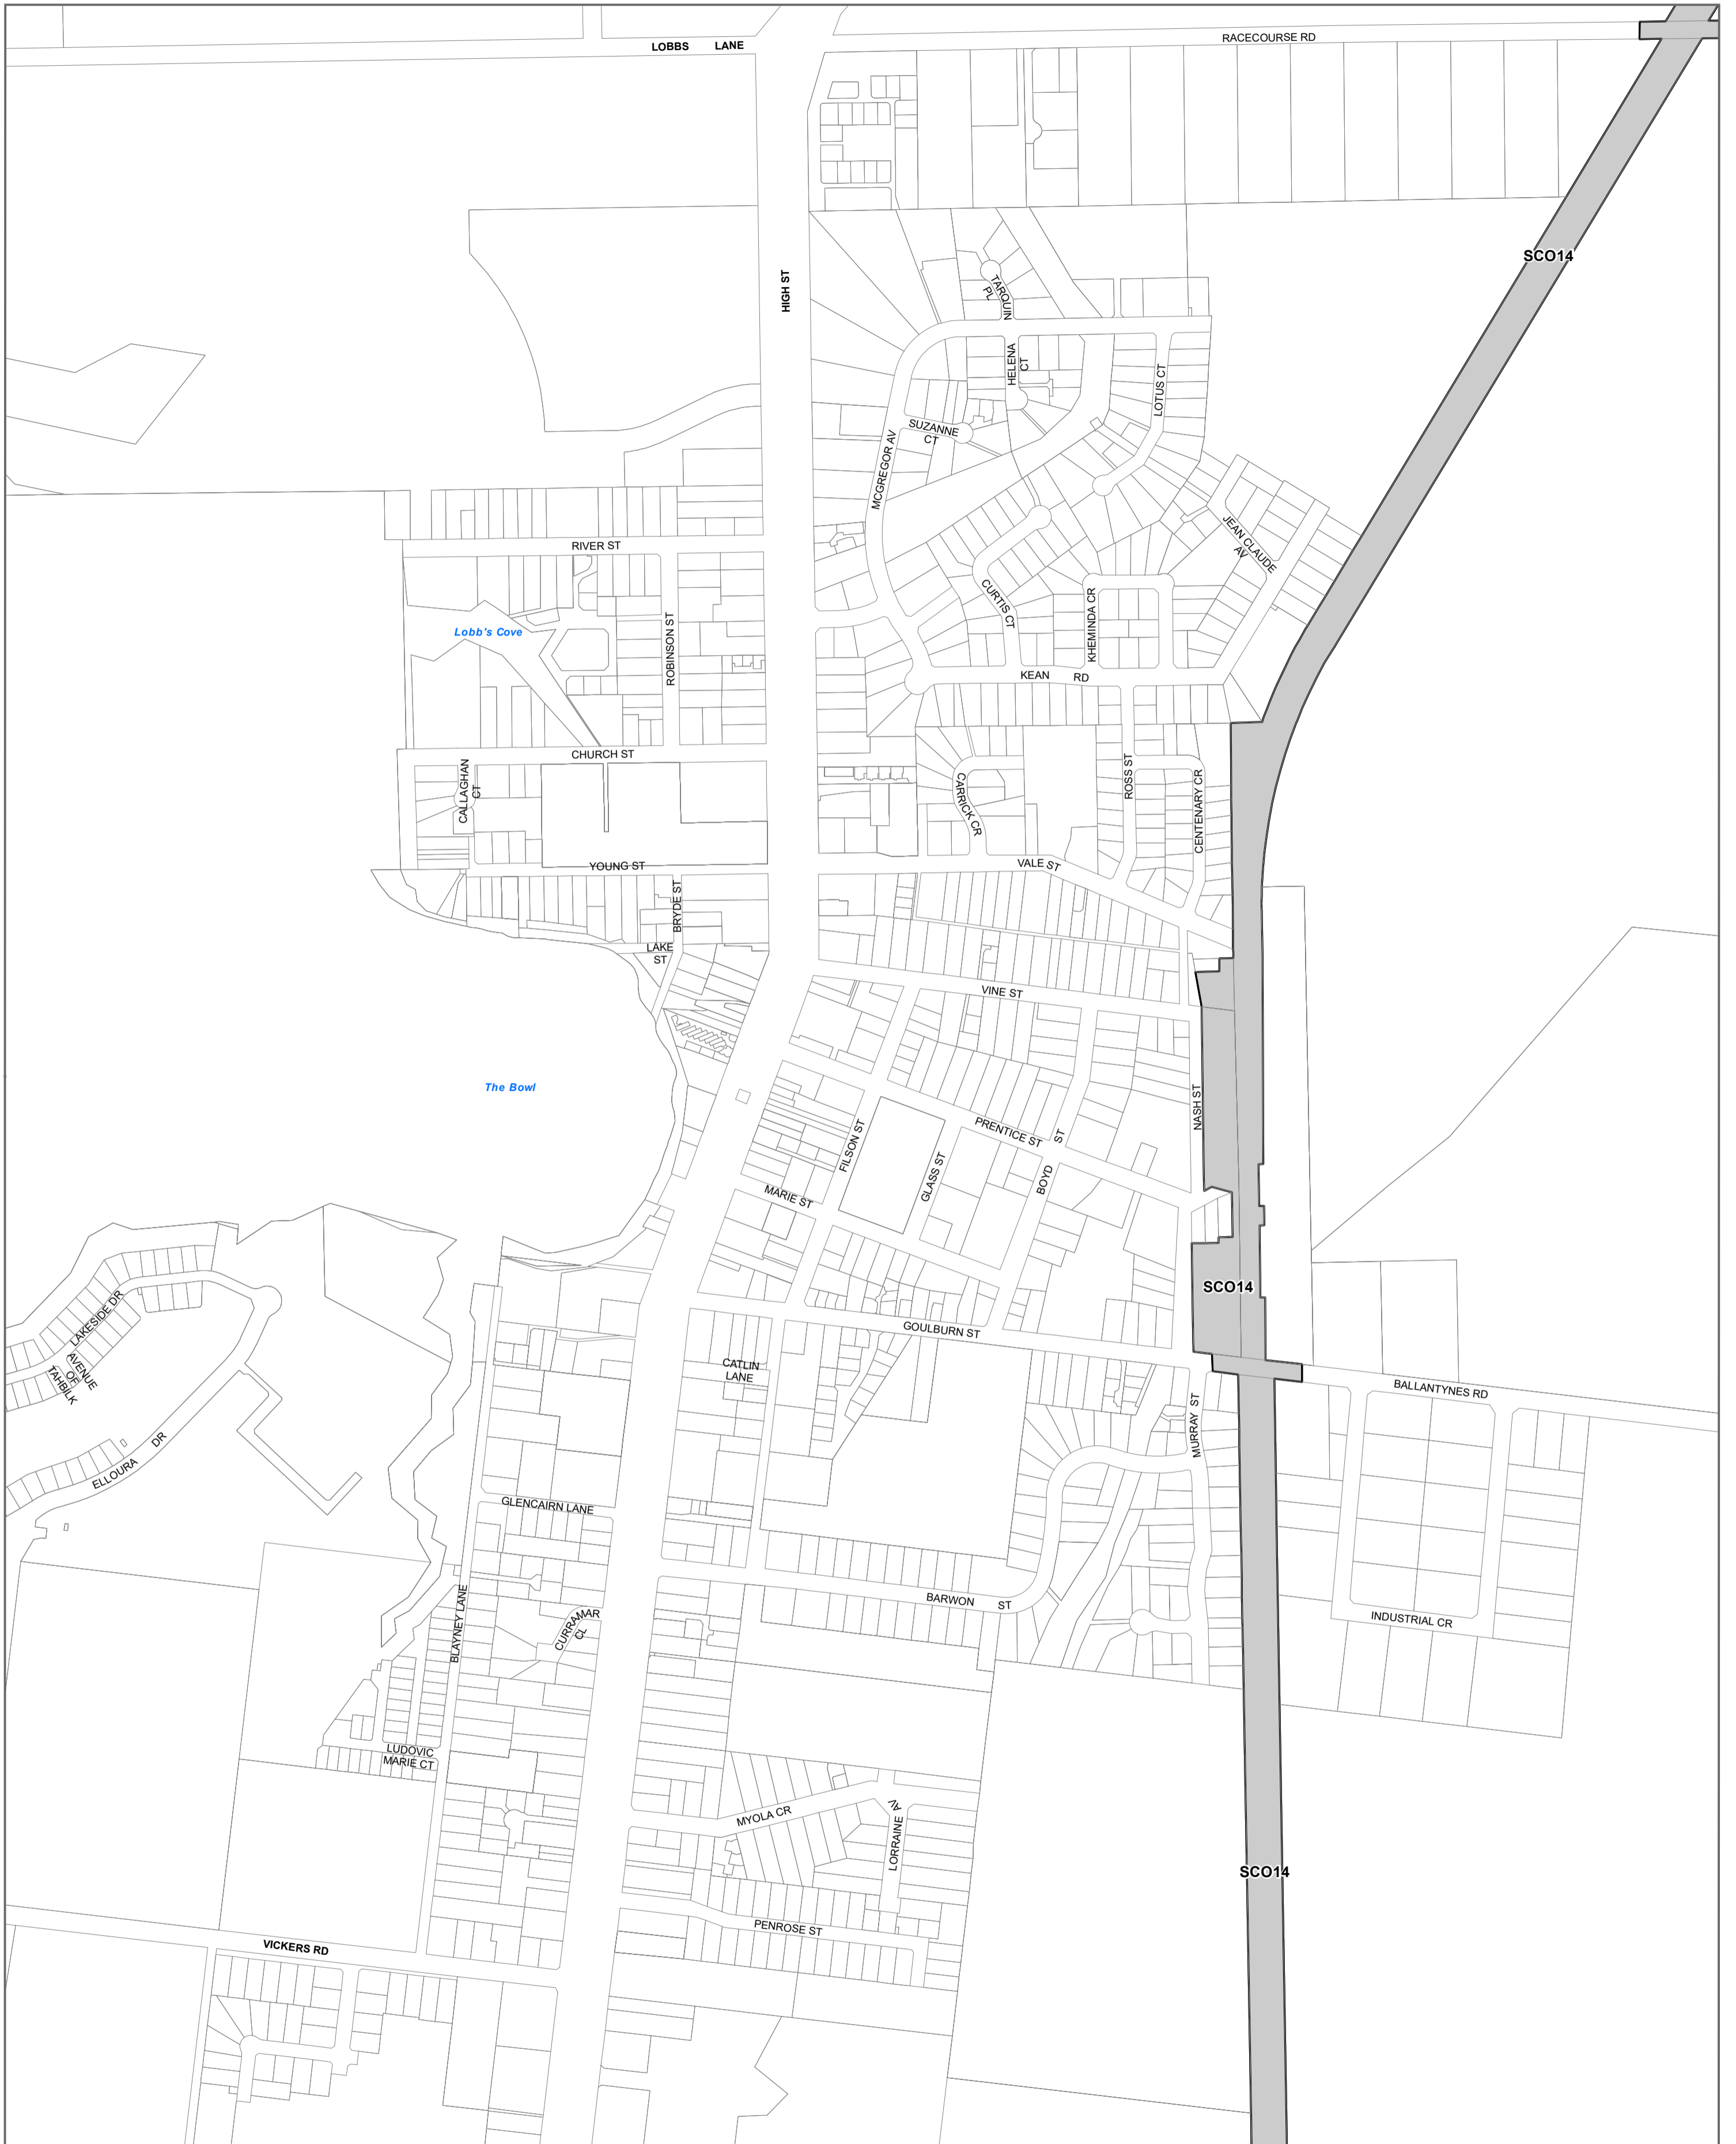 LOBBS LANE
RACECOURSE RD
SCO14
HIGH ST
TARQUIN
PL
HELENA
CT
LOTUS CT
SUZANNE
CT
MCGREGOR AV
JEAN CLAUDE
AV
RIVER ST
CURTIS CT
KHEMINDA CR
Lobb's Cove
ROBINSON ST
KEAN RD
CHURCH ST
CALLAGHAN
CT
CARRICK CR
ROSS ST
CENTENARY CR
YOUNG ST
VALE ST
BRYDE ST
LAKE
ST
VINE ST
The Bowl
NASH ST
PRENTICE ST
FILSON ST
GLASS ST
BOYD ST
MARIE ST
SCO14
LAKESIDE DR
AVENUE
OF
TAHBILK
GOULBURN ST
CATLIN
LANE
BALLANTYNES RD
MURRAY ST
ELLOURA DR
GLENCAIRN LANE
BLAYNEY LANE
BARWON ST
CURRAMAR
CL
INDUSTRIAL CR
LUDOVIC
MARIE CT
MYOLA CR
LORRAINE AV
SCO14
PENROSE ST
VICKERS RD